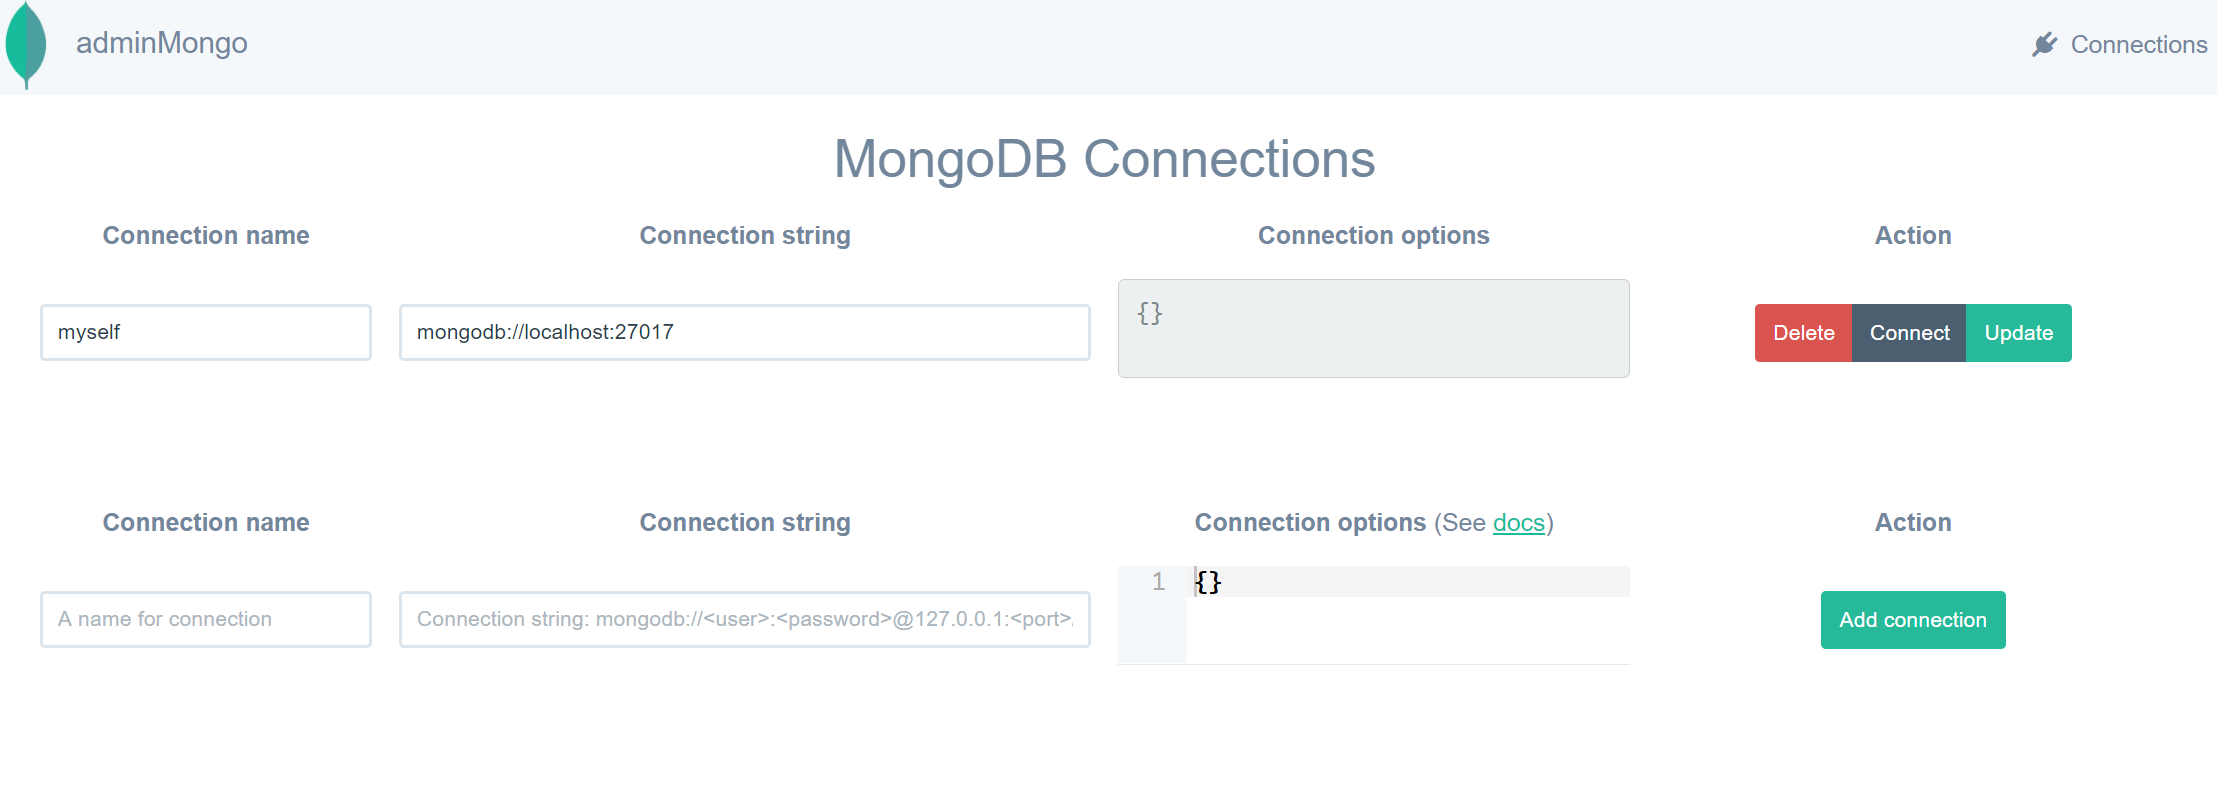 adminMongo
Connections
MongoDB Connections
Connection name Connection string Connection options Action
myself mongodb://localhost:27017 {} Delete Connect Update
Connection name Connection string Connection options (See docs) Action
1 {}
A name for connection Connection string: mongodb://<user>:<password>@127.0.0.1:<port> Add connection